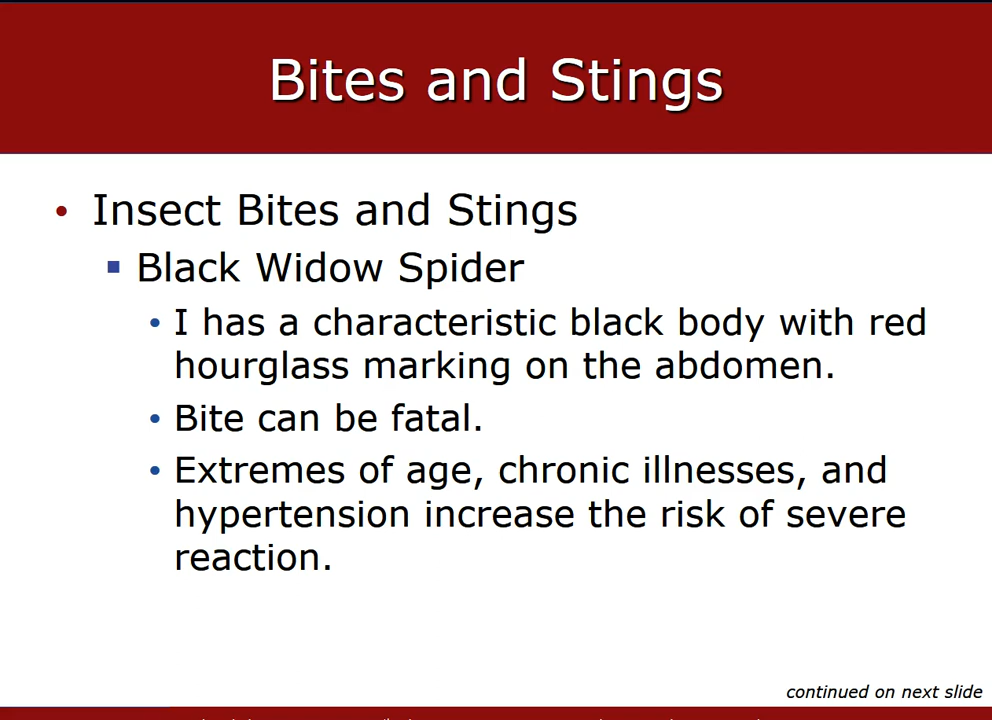 Bites and Stings
• Insect Bites and Stings
▪ Black Widow Spider
• I has a characteristic black body with red
hourglass marking on the abdomen.
• Bite can be fatal.
• Extremes of age, chronic illnesses, and
hypertension increase the risk of severe
reaction.
continued on next slide